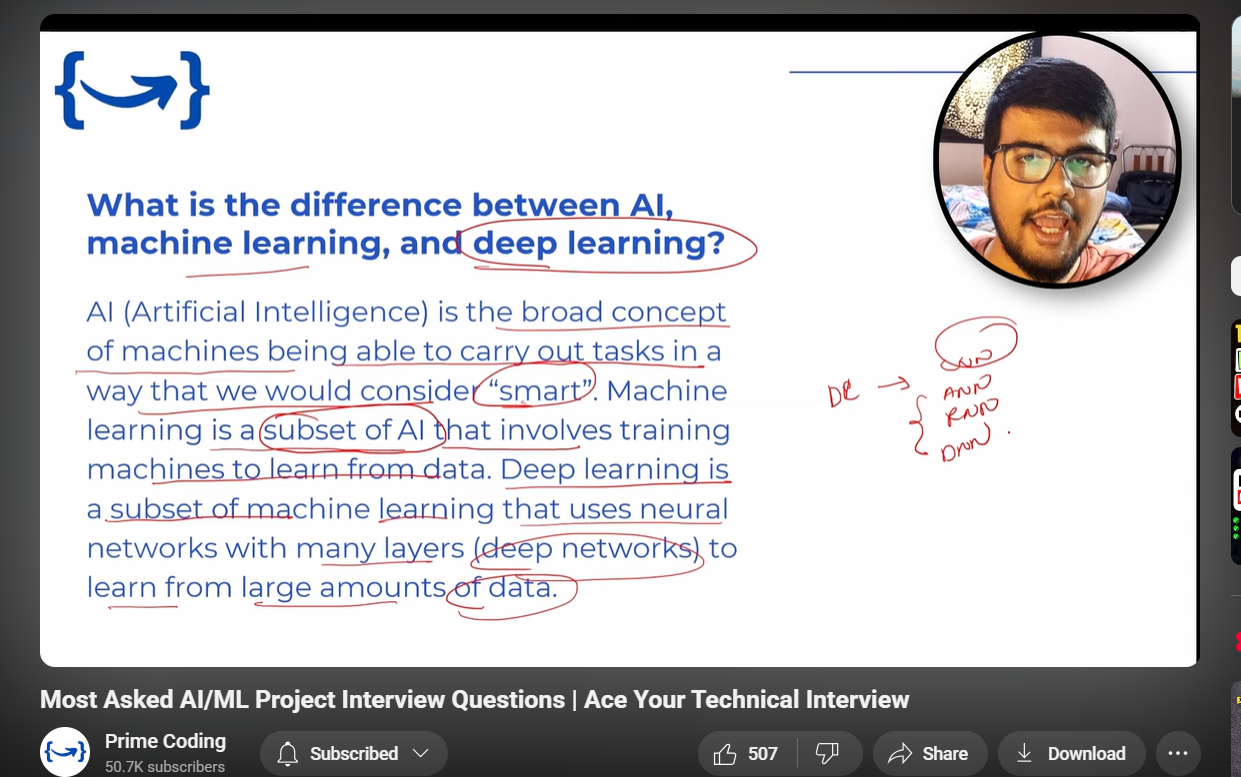 What is the difference between AI,
machine learning, and deep learning?
AI (Artificial Intelligence) is the broad concept
of machines being able to carry out tasks in a
way that we would consider “smart”. Machine
learning is a subset of AI that involves training
machines to learn from data. Deep learning is
a subset of machine learning that uses neural
networks with many layers (deep networks) to
learn from large amounts of data.
ANN
RNN
DNN
Most Asked AI/ML Project Interview Questions | Ace Your Technical Interview
Prime Coding
50.7K subscribers
Subscribed
507
Share
Download